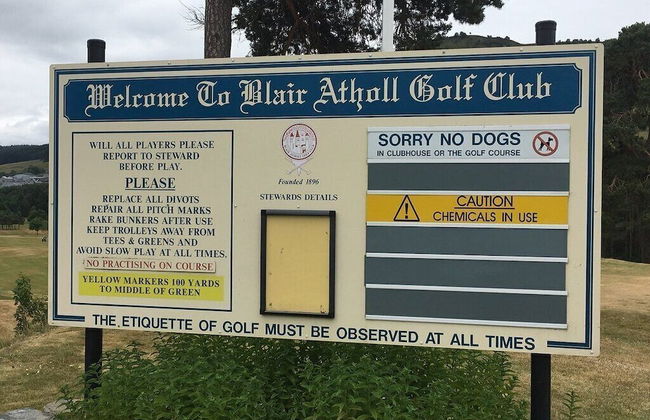 Welcome To Blair Atholl Golf Club
WILL ALL PLAYERS PLEASE
REPORT TO STEWARD
BEFORE PLAY.
PLEASE
REPLACE ALL DIVOTS
REPAIR ALL PITCH MARKS
RAKE BUNKERS AFTER USE
KEEP TROLLEYS AWAY FROM
TEES & GREENS AND
AVOID SLOW PLAY AT ALL TIMES.
NO PRACTISING ON COURSE
YELLOW MARKERS 100 YARDS
TO MIDDLE OF GREEN
Founded 1896
STEWARDS DETAILS
SORRY NO DOGS
IN CLUBHOUSE OR THE GOLF COURSE
CAUTION
CHEMICALS IN USE
THE ETIQUETTE OF GOLF MUST BE OBSERVED AT ALL TIMES